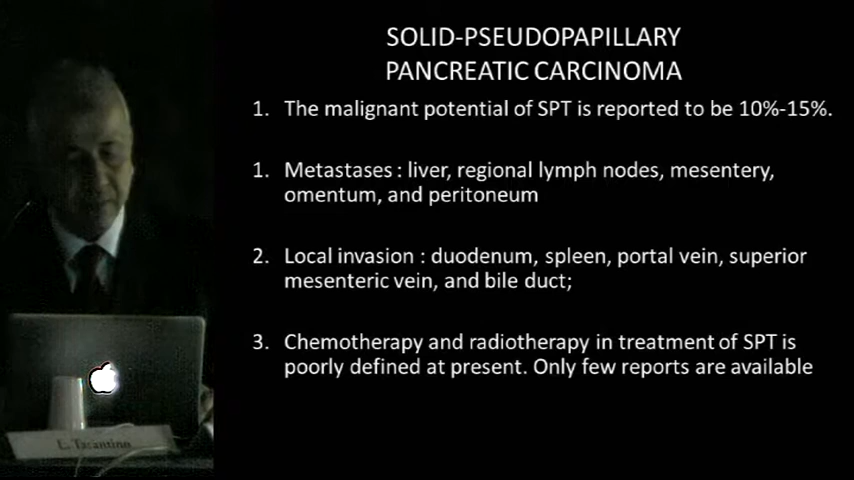 SOLID-PSEUDOPAPILLARY
PANCREATIC CARCINOMA
1. The malignant potential of SPT is reported to be 10%-15%.
1. Metastases : liver, regional lymph nodes, mesentery,
omentum, and peritoneum
2. Local invasion : duodenum, spleen, portal vein, superior
mesenteric vein, and bile duct;
3. Chemotherapy and radiotherapy in treatment of SPT is
poorly defined at present. Only few reports are available
L. Tarantino